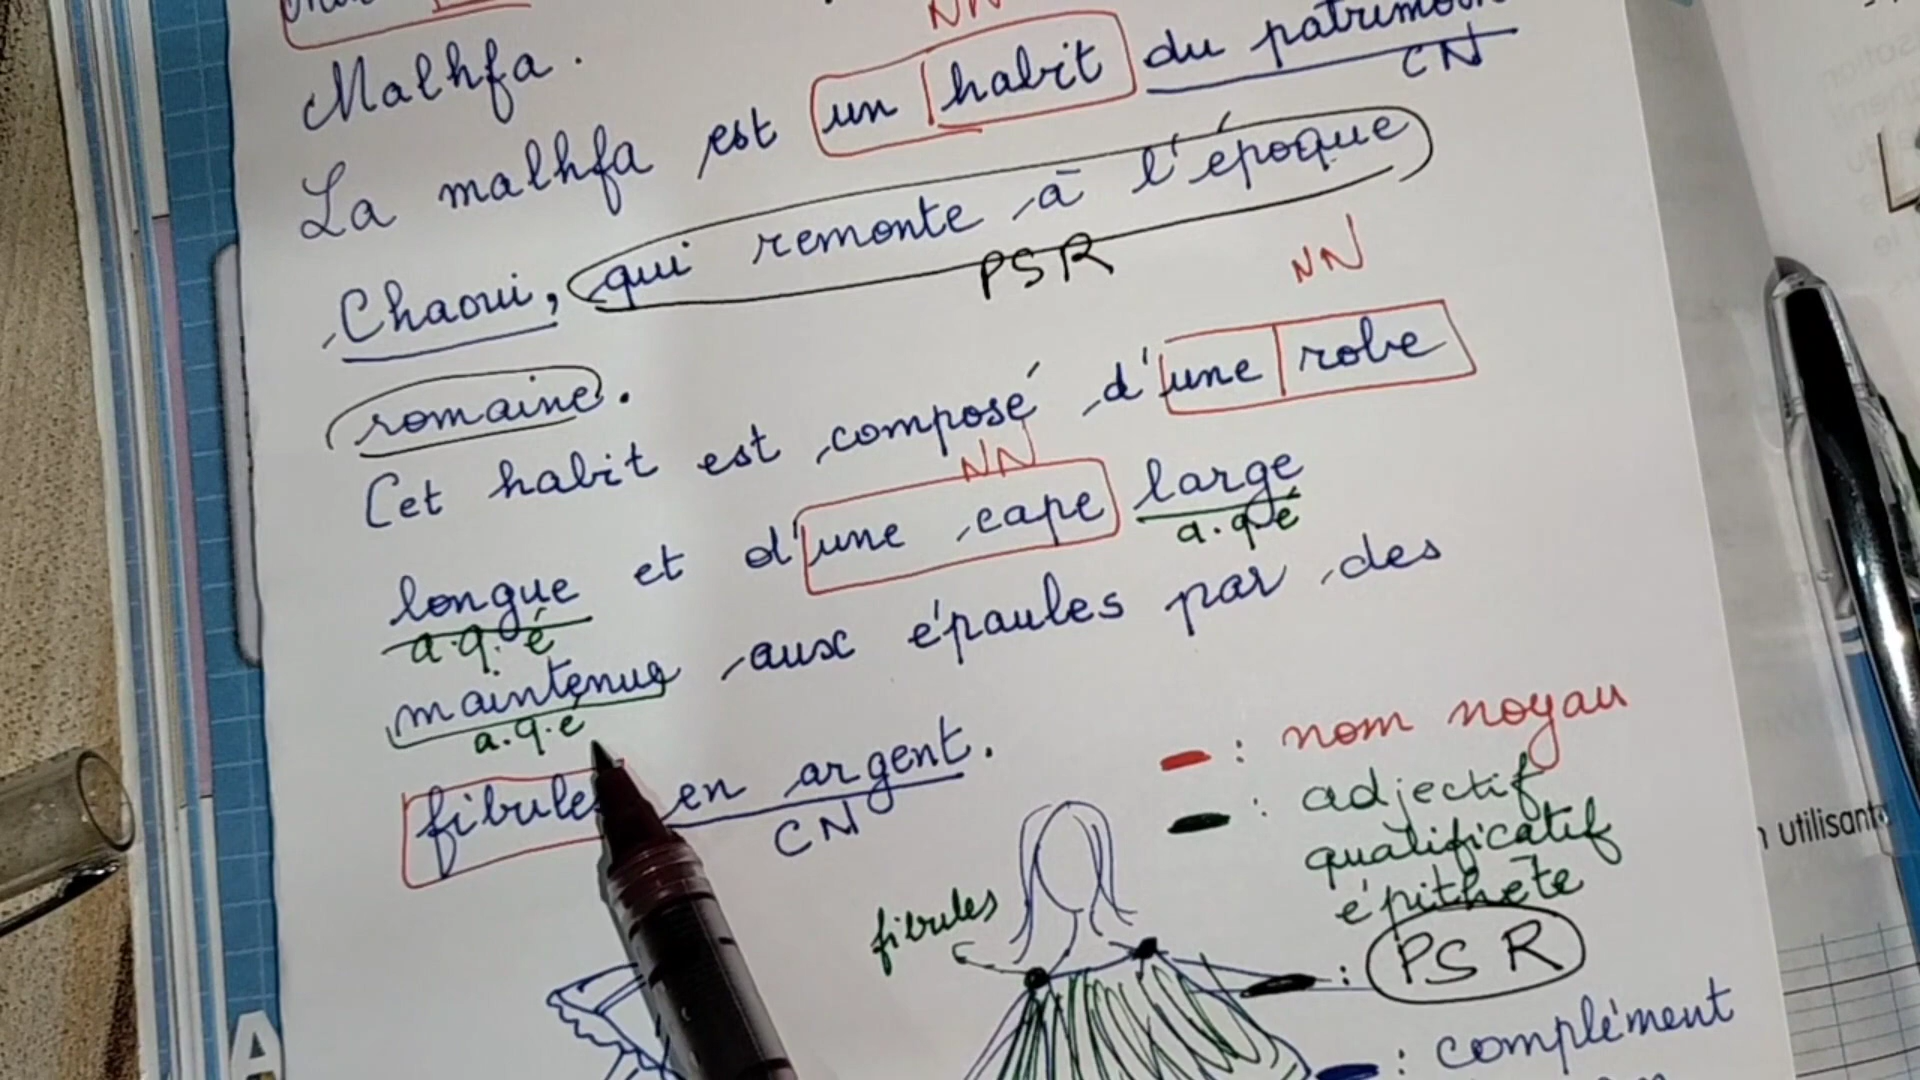 NN
Malhfa.
La malhfa est un habit du patrimoin
CN
Chaoui, qui remonte à l'époque
PSR
NN
romaine.
Cet habit est composé d'une robe
NN
longue et d'une cape large
a.q.é
a.q.é
maintenue aux épaules par des
a.q.é
fibules en argent.
CN
fibules
: nom noyau
: adjectif
qualificatif
épithète
: PSR
: complément
utilisant
A